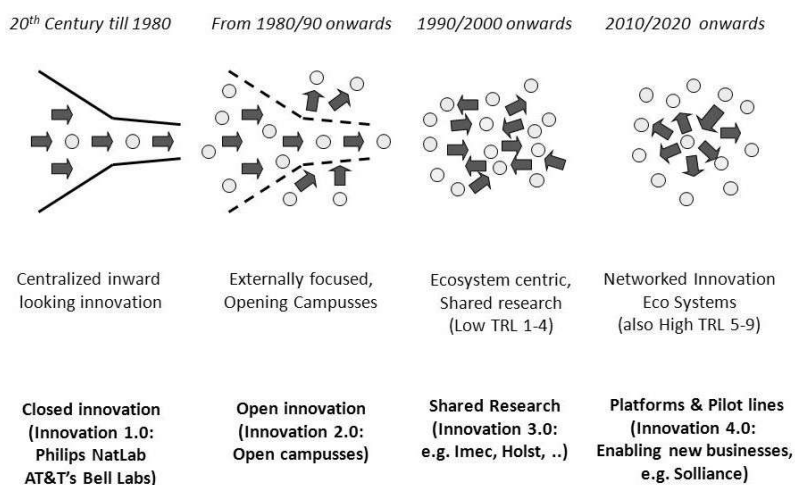 20th Century till 1980
From 1980/90 onwards
1990/2000 onwards
2010/2020 onwards
Centralized inward
looking innovation
Externally focused,
Opening Campusses
Ecosystem centric,
Shared research
(Low TRL 1-4)
Networked Innovation
Eco Systems
(also High TRL 5-9)
Closed innovation
(Innovation 1.0:
Philips NatLab
AT&T's Bell Labs)
Open innovation
(Innovation 2.0:
Open campusses)
Shared Research
(Innovation 3.0:
e.g. Imec, Holst, ..)
Platforms & Pilot lines
(Innovation 4.0:
Enabling new businesses,
e.g. Solliance)